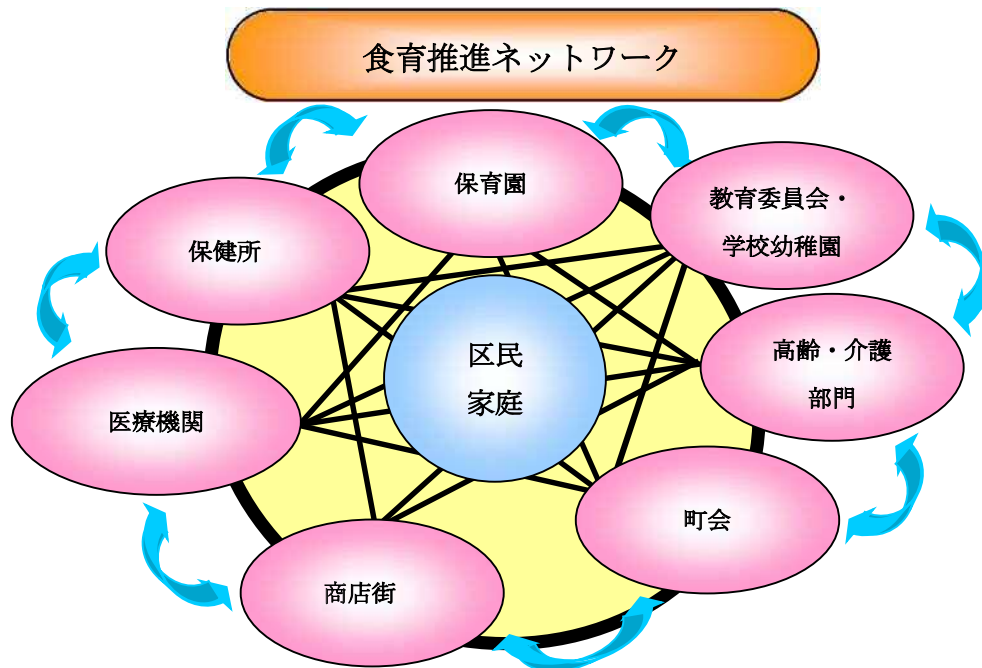 食育推進ネットワーク
保育園
教育委員会・
学校幼稚園
保健所
高齢・介護
部門
区民
家庭
医療機関
町会
商店街